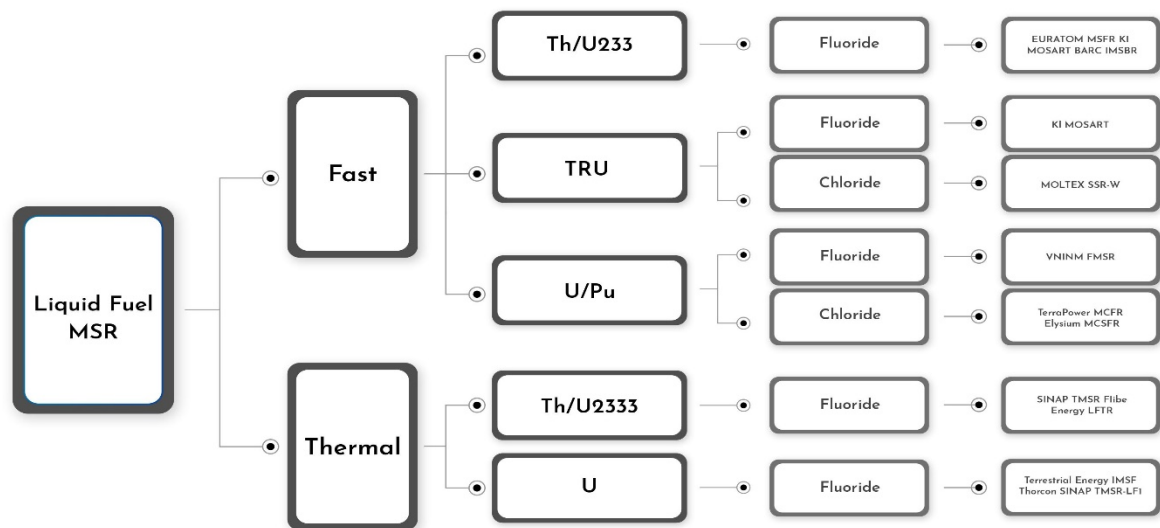 Liquid Fuel
MSR
Fast
Th/U233
Fluoride
EURATOM MSFR KI
MOSART BARC IMSBR
TRU
Fluoride
KI MOSART
Chloride
MOLTEX SSR-W
U/Pu
Fluoride
VNINM FMSR
Chloride
TerraPower MCFR
Elysium MCSFR
Thermal
Th/U2333
Fluoride
SINAP TMSR Flibe
Energy LFTR
U
Fluoride
Terrestrial Energy IMSF
Thorcon SINAP TMSR-LF1